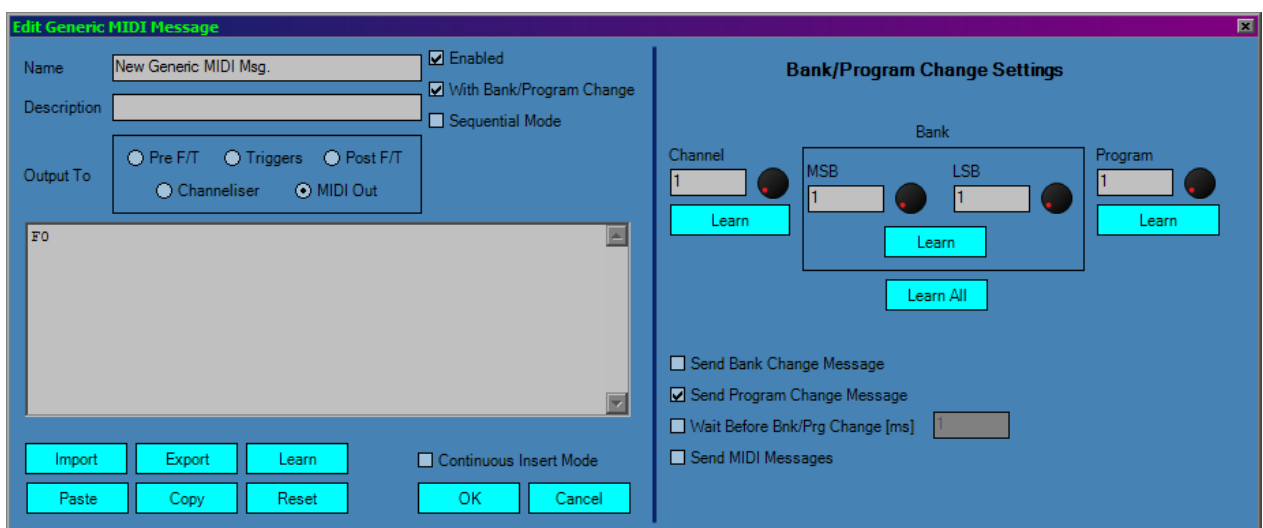 Edit Generic MIDI Message
Name
New Generic MIDI Msg.
Enabled
With Bank/Program Change
Description
Sequential Mode
Output To
Pre F/T
Triggers
Post F/T
Channeliser
MIDI Out
F0
Import
Export
Learn
Continuous Insert Mode
Paste
Copy
Reset
OK
Cancel
Bank/Program Change Settings
Bank
Channel
1
Learn
MSB
1
LSB
1
Learn
Program
1
Learn
Learn All
Send Bank Change Message
Send Program Change Message
Wait Before Bnk/Prg Change [ms]
1
Send MIDI Messages